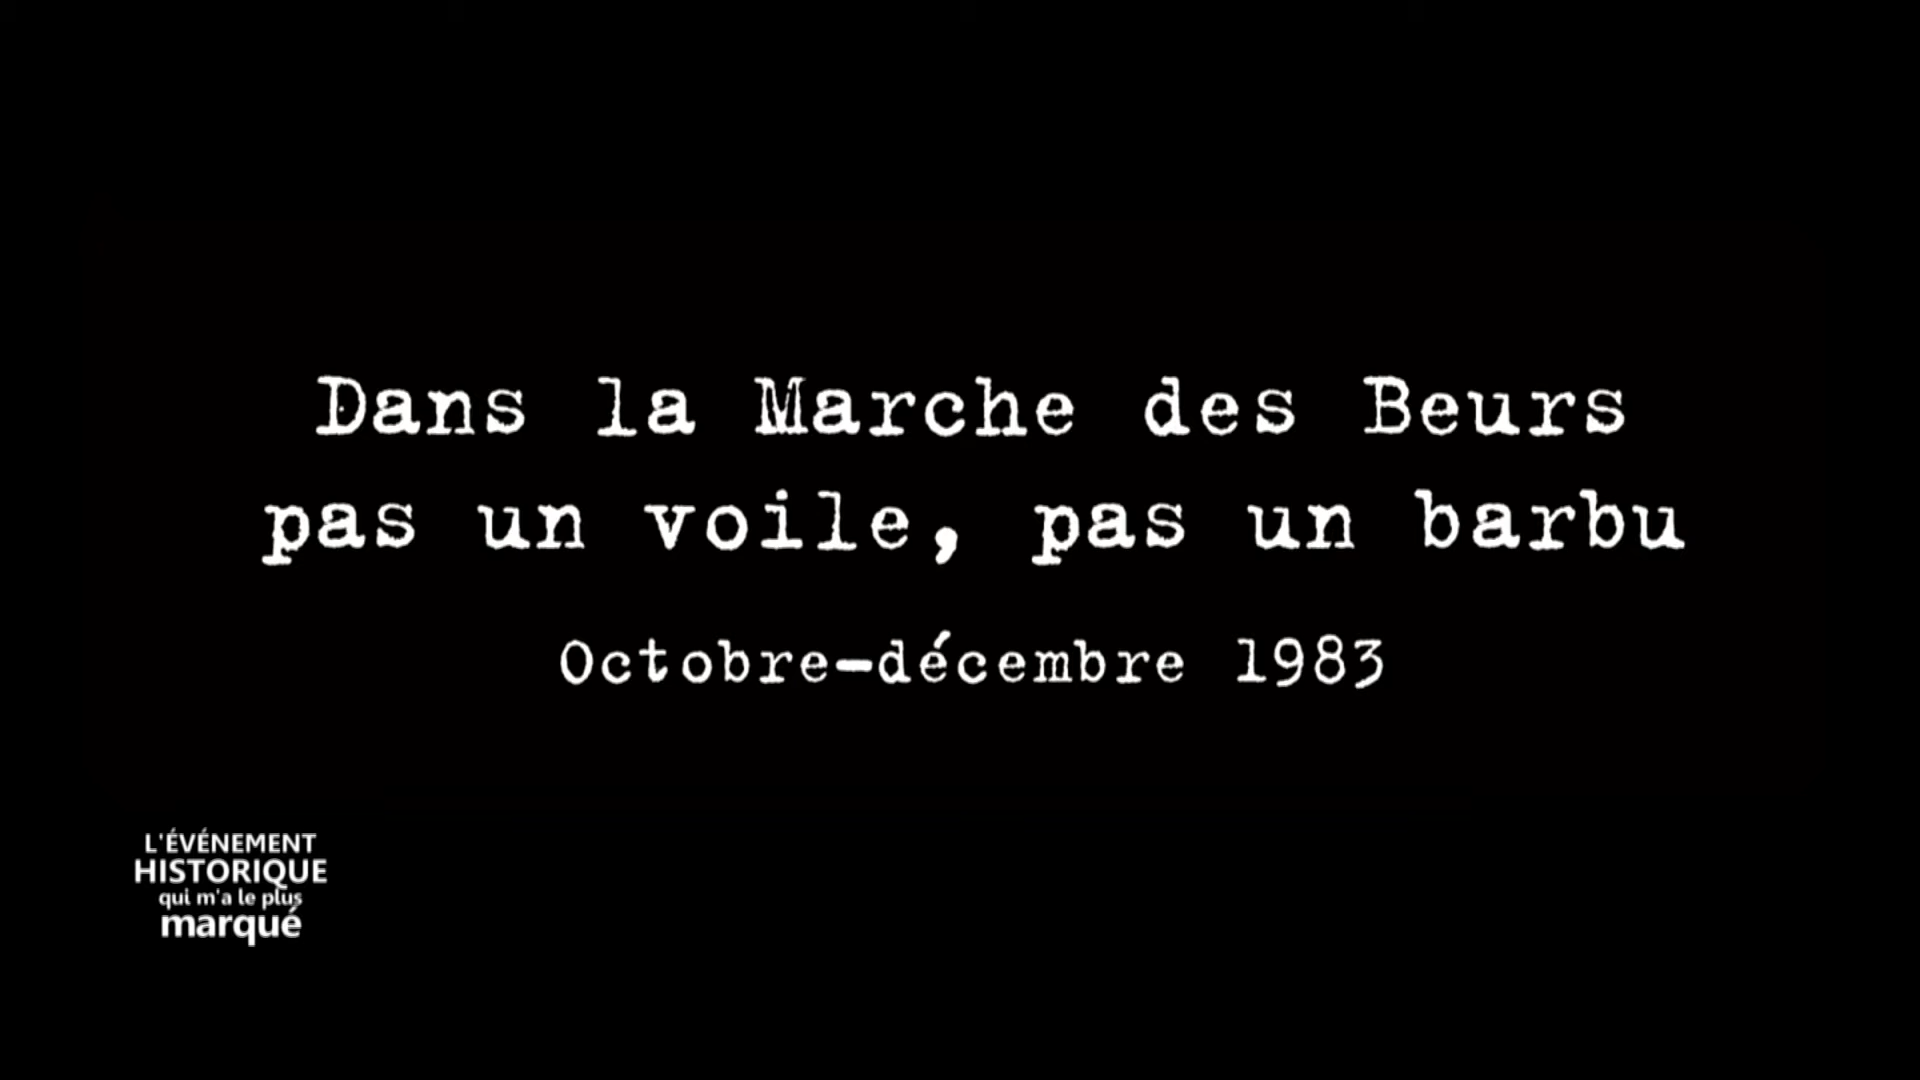 Dans la Marche des Beurs
pas un voile, pas un barbu
Octobre-décembre 1983
L'ÉVÉNEMENT
HISTORIQUE
qui m'a le plus
marqué